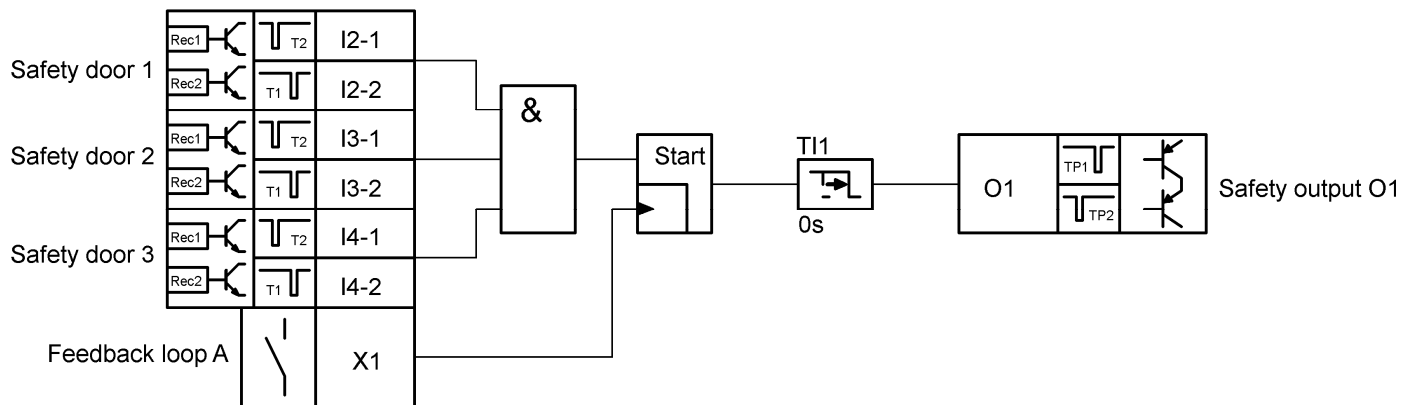 Safety door 1
Rec1 T2 I2-1
Rec2 T1 I2-2
Safety door 2
Rec1 T2 I3-1
Rec2 T1 I3-2
Safety door 3
Rec1 T2 I4-1
Rec2 T1 I4-2
Feedback loop A X1
&
Start
TI1
0s
O1
TP1
TP2
Safety output O1